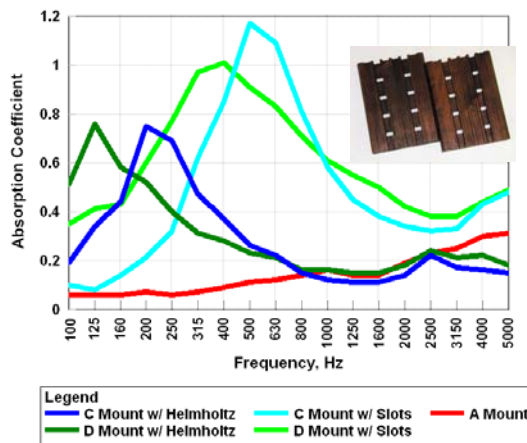 Absorption Coefficient
1.2
1
0.8
0.6
0.4
0.2
0
100 125 160 200 250 315 400 500 630 800 1000 1250 1600 2000 2500 3150 4000 5000
Frequency, Hz
Legend
C Mount w/ Helmholtz C Mount w/ Slots A Mount
D Mount w/ Helmholtz D Mount w/ Slots